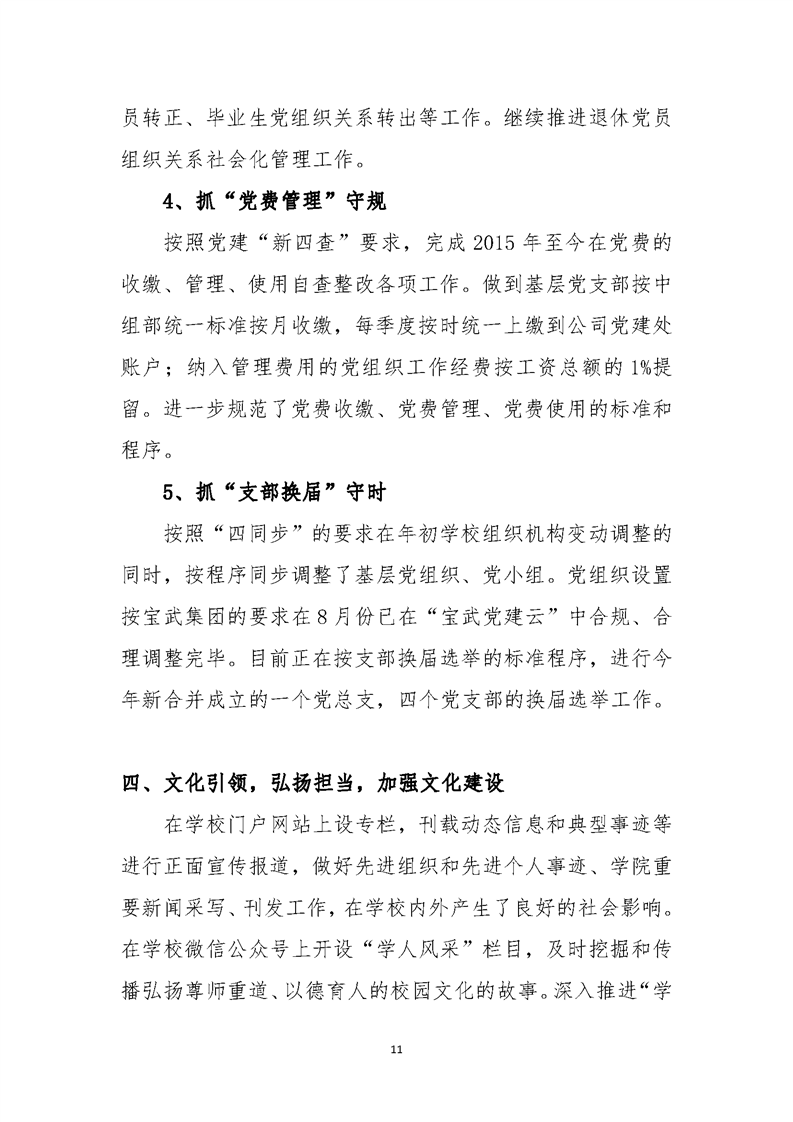 员转正、毕业生党组织关系转出等工作。继续推进退休党员
组织关系社会化管理工作。
4、抓“党费管理”守规
按照党建“新四查”要求，完成 2015 年至今在党费的
收缴、管理、使用自查整改各项工作。做到基层党支部按中
组部统一标准按月收缴，每季度按时统一上缴到公司党建处
账户；纳入管理费用的党组织工作经费按工资总额的 1%提
留。进一步规范了党费收缴、党费管理、党费使用的标准和
程序。
5、抓“支部换届”守时
按照“四同步”的要求在年初学校组织机构变动调整的
同时，按程序同步调整了基层党组织、党小组。党组织设置
按宝武集团的要求在 8 月份已在“宝武党建云”中合规、合
理调整完毕。目前正在按支部换届选举的标准程序，进行今
年新合并成立的一个党总支，四个党支部的换届选举工作。
四、文化引领，弘扬担当，加强文化建设
在学校门户网站上设专栏，刊载动态信息和典型事迹等
进行正面宣传报道，做好先进组织和先进个人事迹、学院重
要新闻采写、刊发工作，在学校内外产生了良好的社会影响。
在学校微信公众号上开设“学人风采”栏目，及时挖掘和传
播弘扬尊师重道、以德育人的校园文化的故事。深入推进“学
11